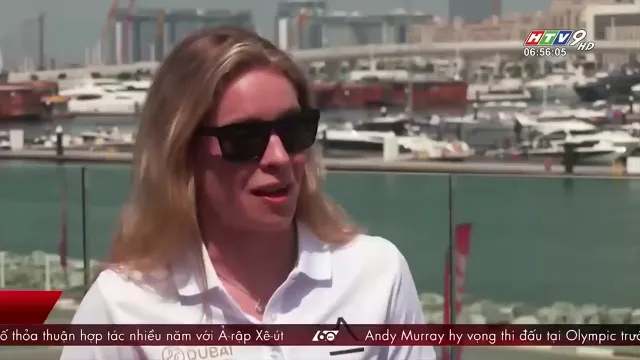 HTV9 HD
06:56:05
DUBAI
ố thỏa thuận hợp tác nhiều năm với Ả-rập Xê-út
60
Andy Murray hy vọng thi đấu tại Olympic trư